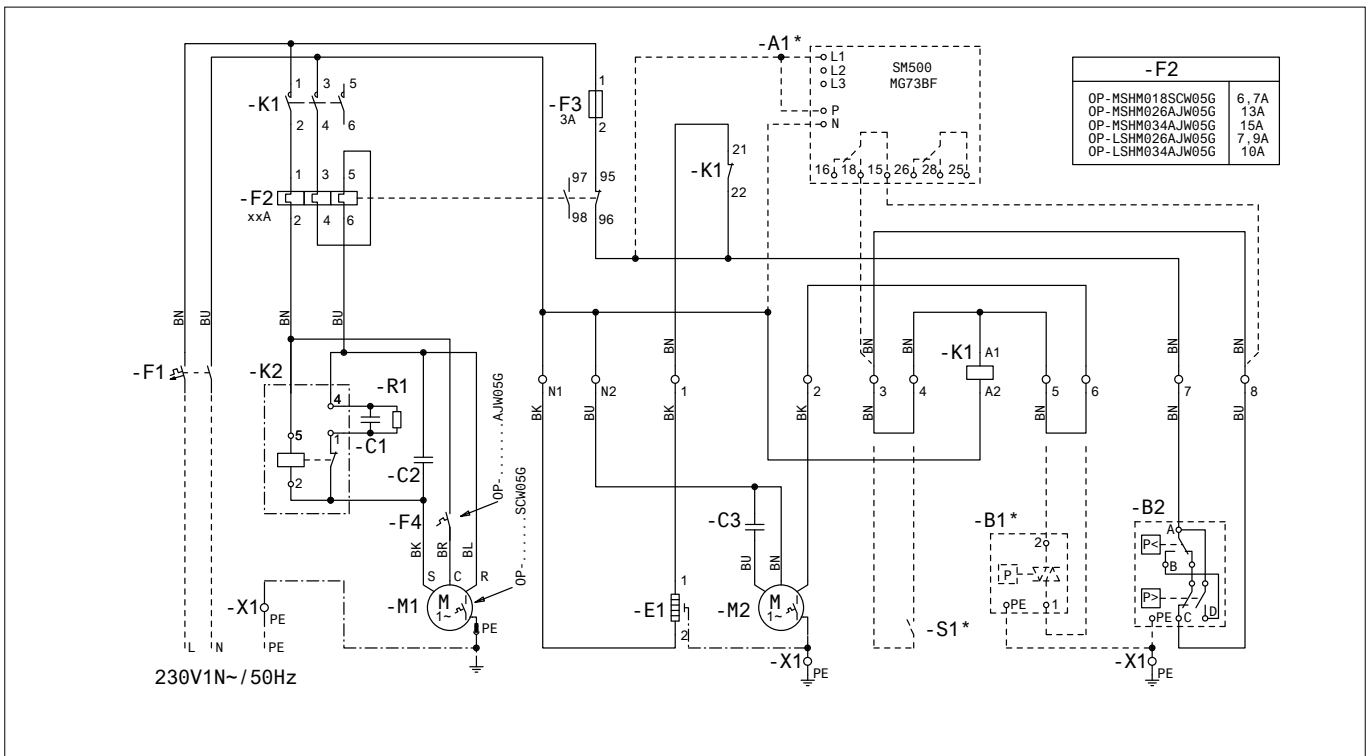 -A1*
L1
L2
L3
P
N
SM500
MG73BF
16 18 15 26 28 25
-F2
OP-MSHM018SCW05G 6,7A
OP-MSHM026AJW05G 13A
OP-MSHM034AJW05G 15A
OP-LSHM026AJW05G 7,9A
OP-LSHM034AJW05G 10A
-K1
1 3 5
2 4 6
-F3
3A
1
2
-K1
21
22
-F2
xxA
1 3 5
2 4 6
97 95
98 96
BN BU BN BU BN BN BN BN BN BN
-F1
-K2
4
5
1
2
-R1
-C1
-C2
-F4
OP-......AJW05G
OP-......SCW05G
BK BR BL
S C R
-M1
M
1~
PE
-X1
PE
L N PE
230V1N~/50Hz
N1 N2 1 2 3 4 5 6 7 8
BK BU BK BK BN BU BN BU BN BU
-K1
A1
A2
-C3
BU BN
-E1
1
2
-M2
M
1~
-X1
PE
-S1*
-B1*
2
P
PE 1
-B2
A
P<
B
P>
D
PE C
-X1
PE